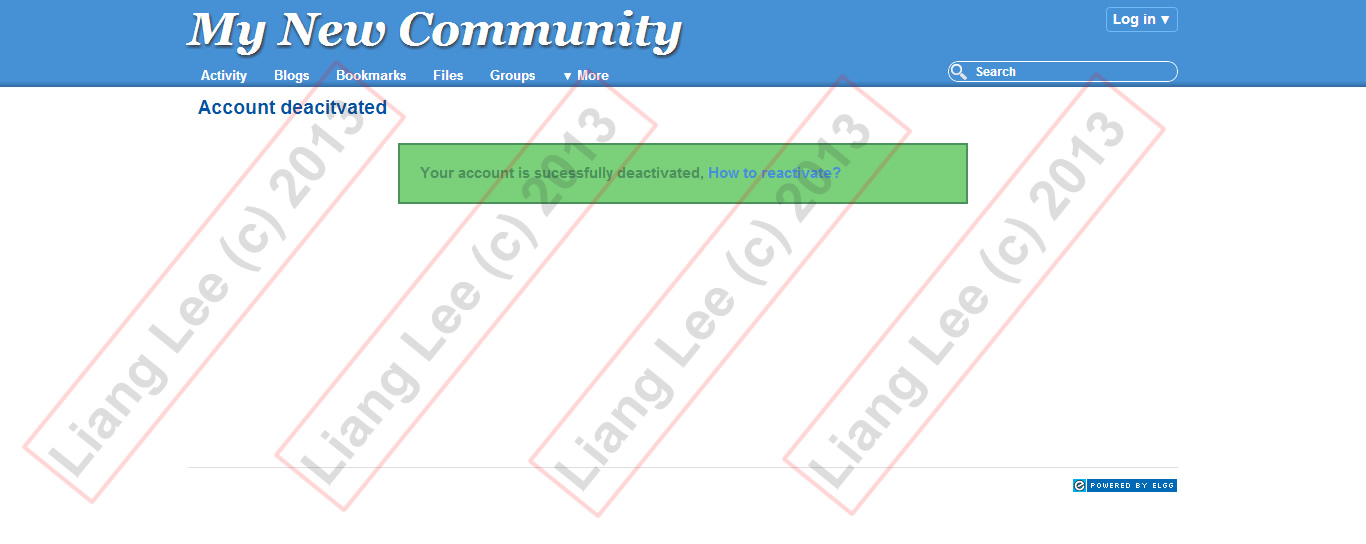 My New Community
Log in ▼
Activity Blogs Bookmarks Files Groups ▼ More
Search
Account deacitvated
Your account is sucessfully deactivated, How to reactivate?
Liang Lee (c) 2013
Liang Lee (c) 2013
Liang Lee (c) 2013
Liang Lee (c) 2013
POWERED BY ELGG